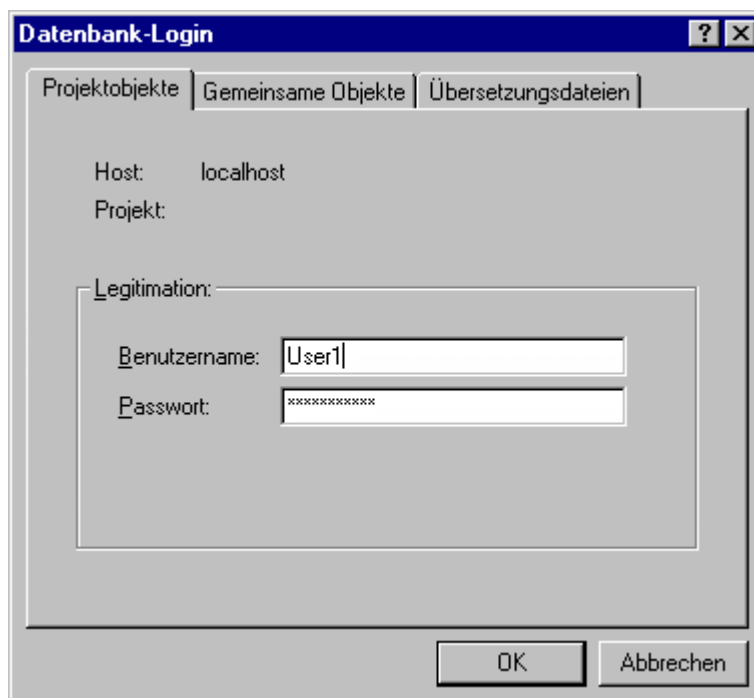 Datenbank-Login
Projektobjekte Gemeinsame Objekte Übersetzungsdateien
Host: localhost
Projekt:
Legitimation:
Benutzername: User1
Passwort: ***********
OK Abbrechen